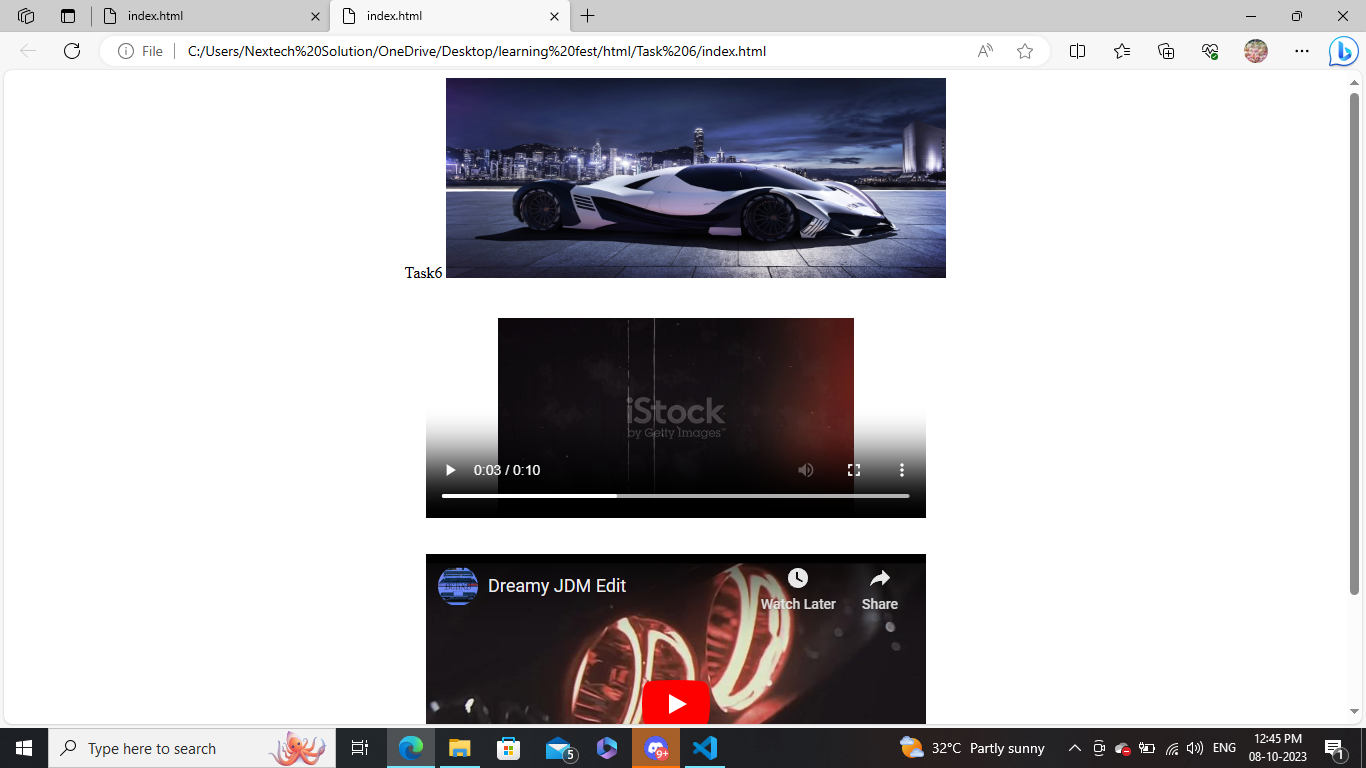 index.html
index.html
File
C:/Users/Nextech%20Solution/OneDrive/Desktop/learning%20fest/html/Task%206/index.html
Task6
iStock
by Getty Images™
0:03 / 0:10
Dreamy JDM Edit
Watch Later
Share
Type here to search
5
9+
32°C Partly sunny
ENG
12:45 PM
08-10-2023
1